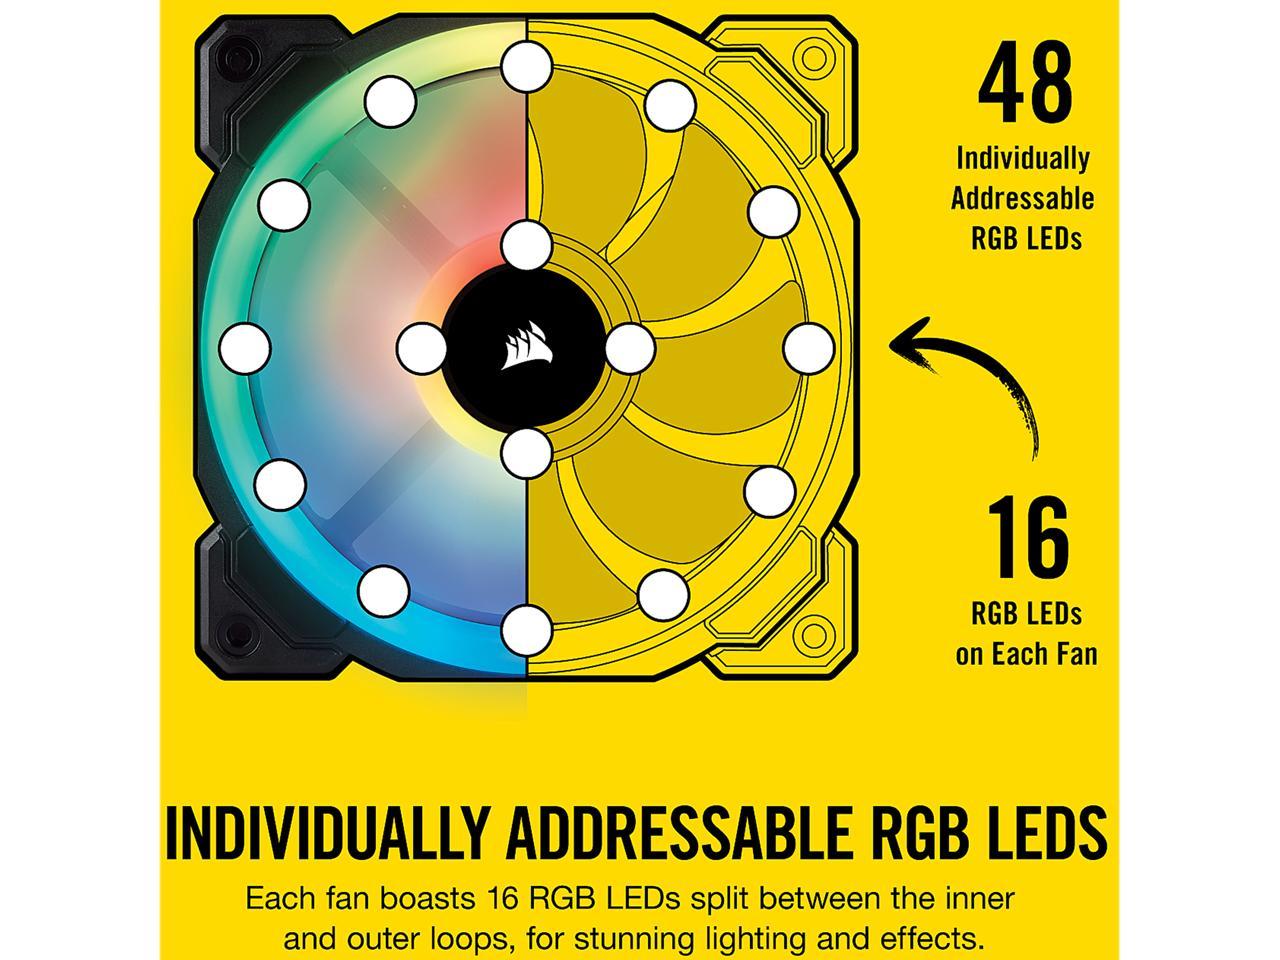 48
Individually
Addressable
RGB LEDs
16
RGB LEDs
on Each Fan
INDIVIDUALLY ADDRESSABLE RGB LEDS
Each fan boasts 16 RGB LEDs split between the inner
and outer loops, for stunning lighting and effects.